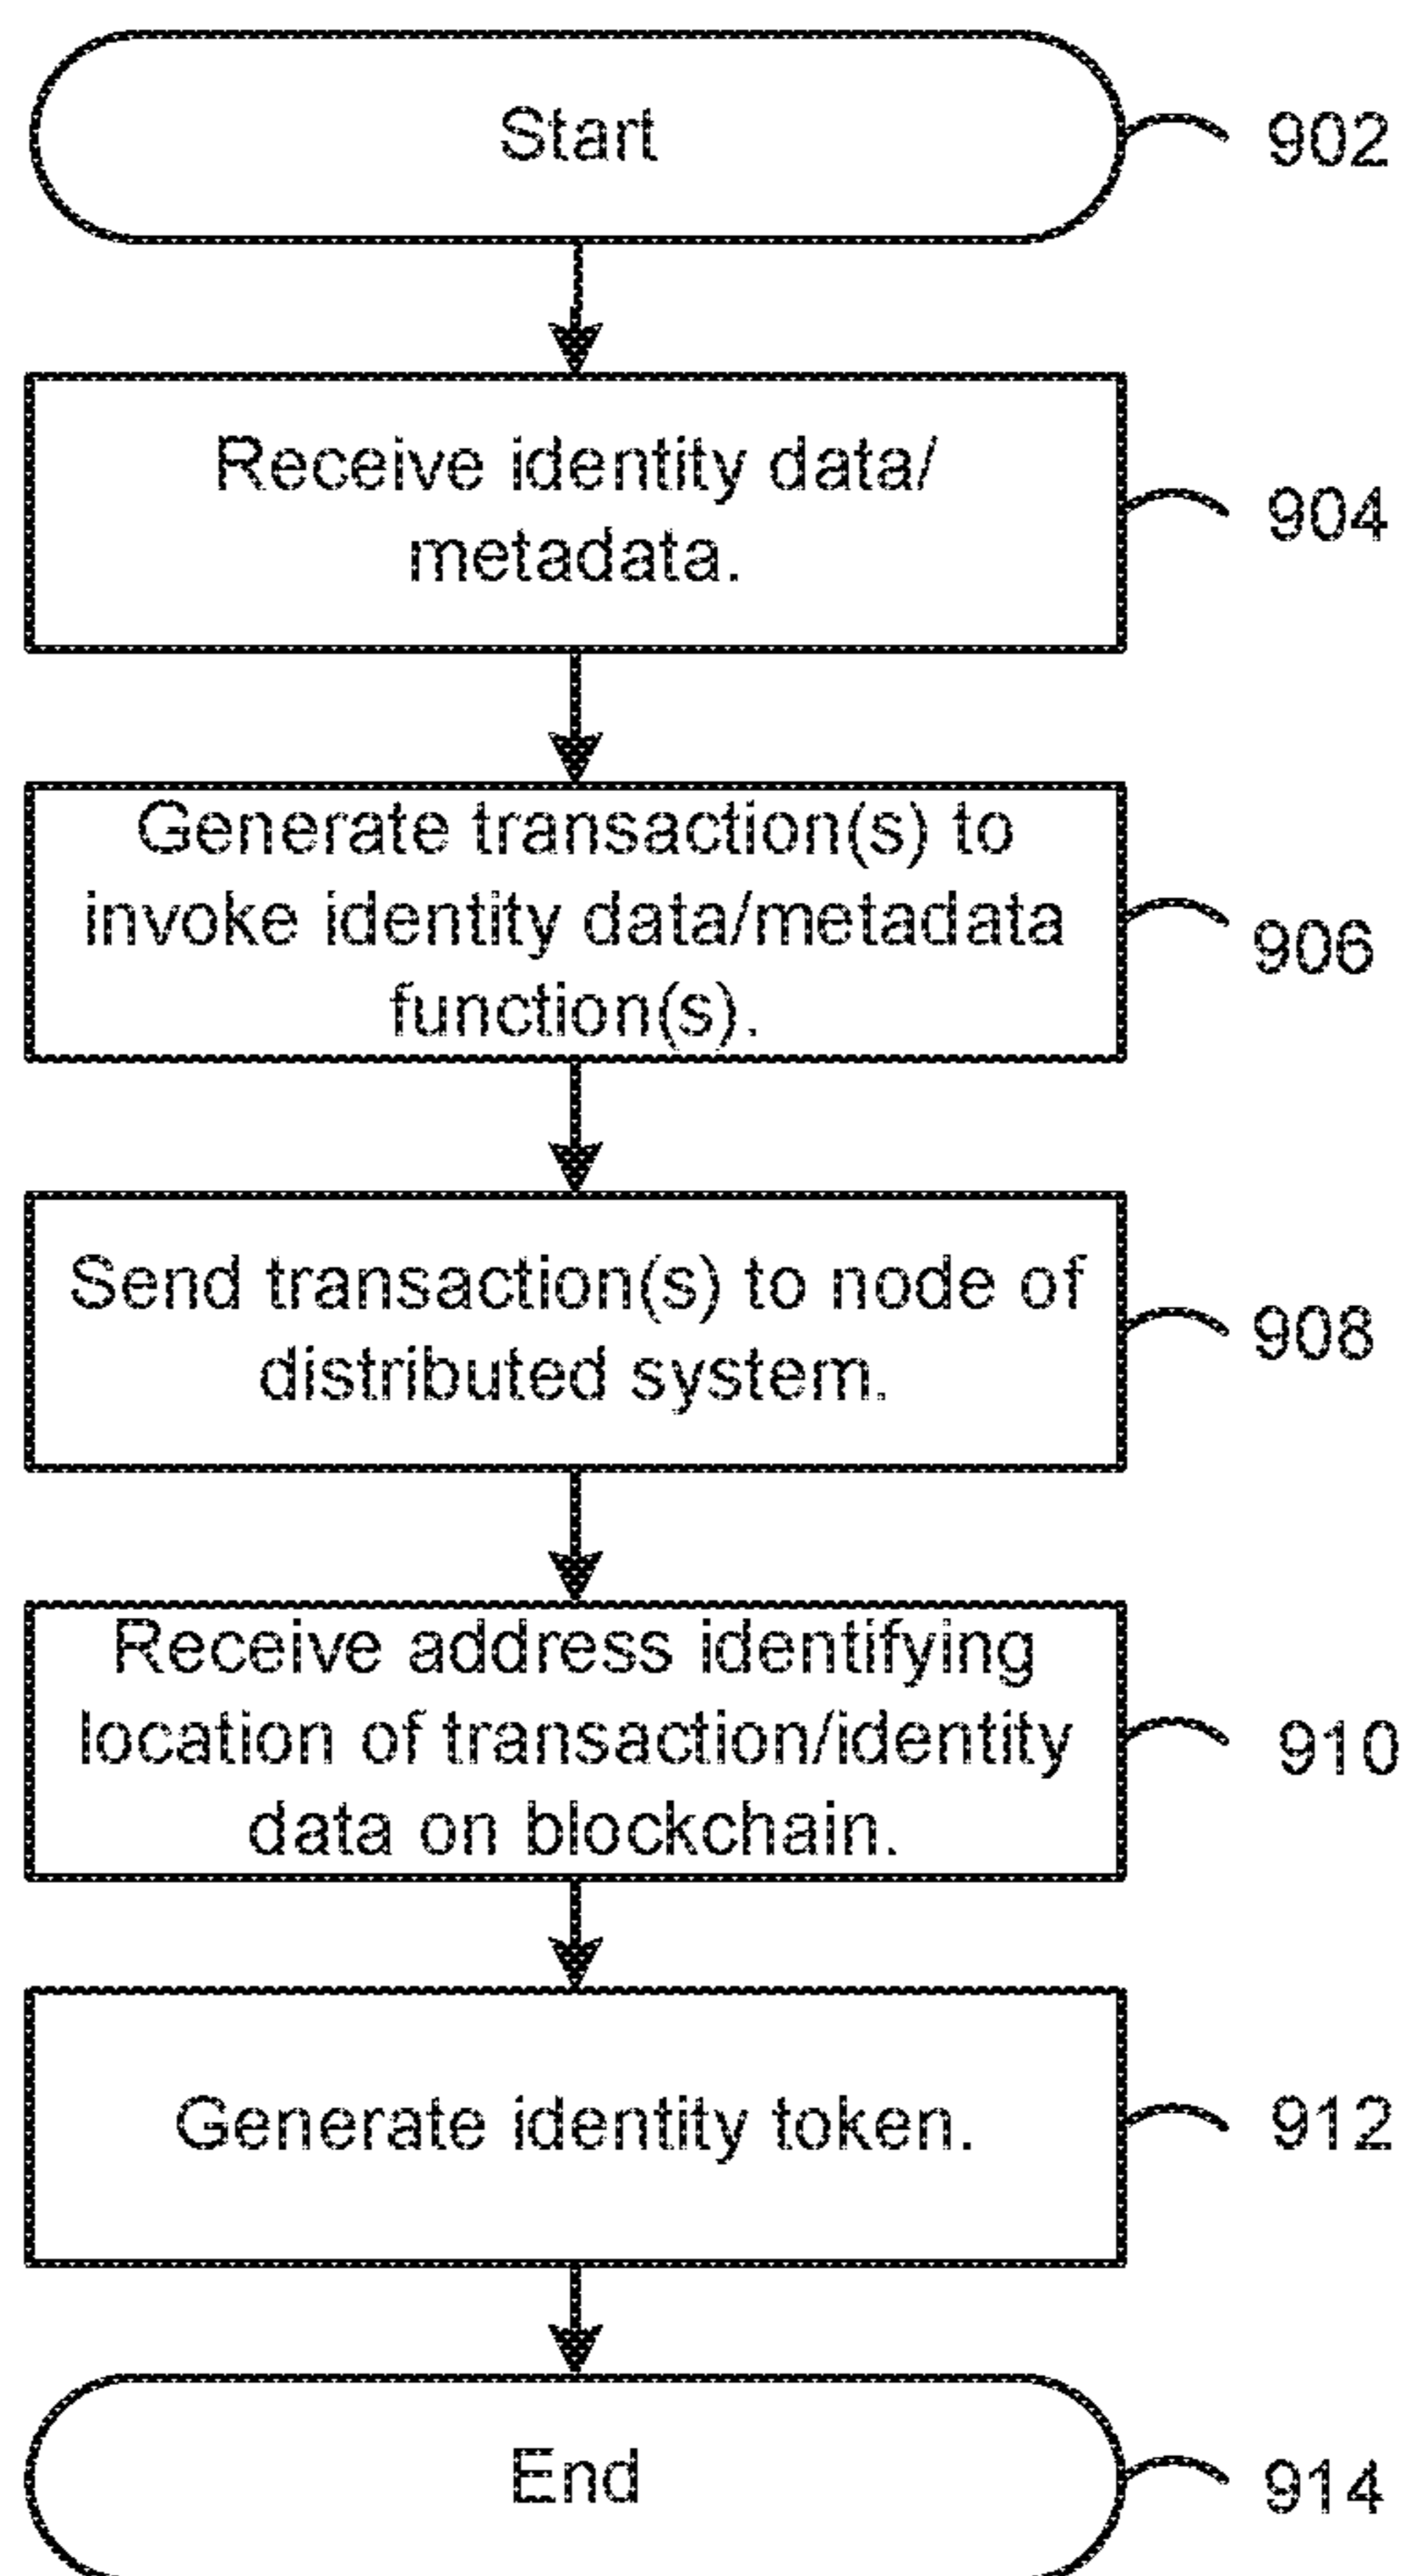 Start
902
Receive identity data/
metadata.
904
Generate transaction(s) to
invoke identity data/metadata
function(s).
906
Send transaction(s) to node of
distributed system.
908
Receive address identifying
location of transaction/identity
data on blockchain.
910
Generate identity token.
912
End
914